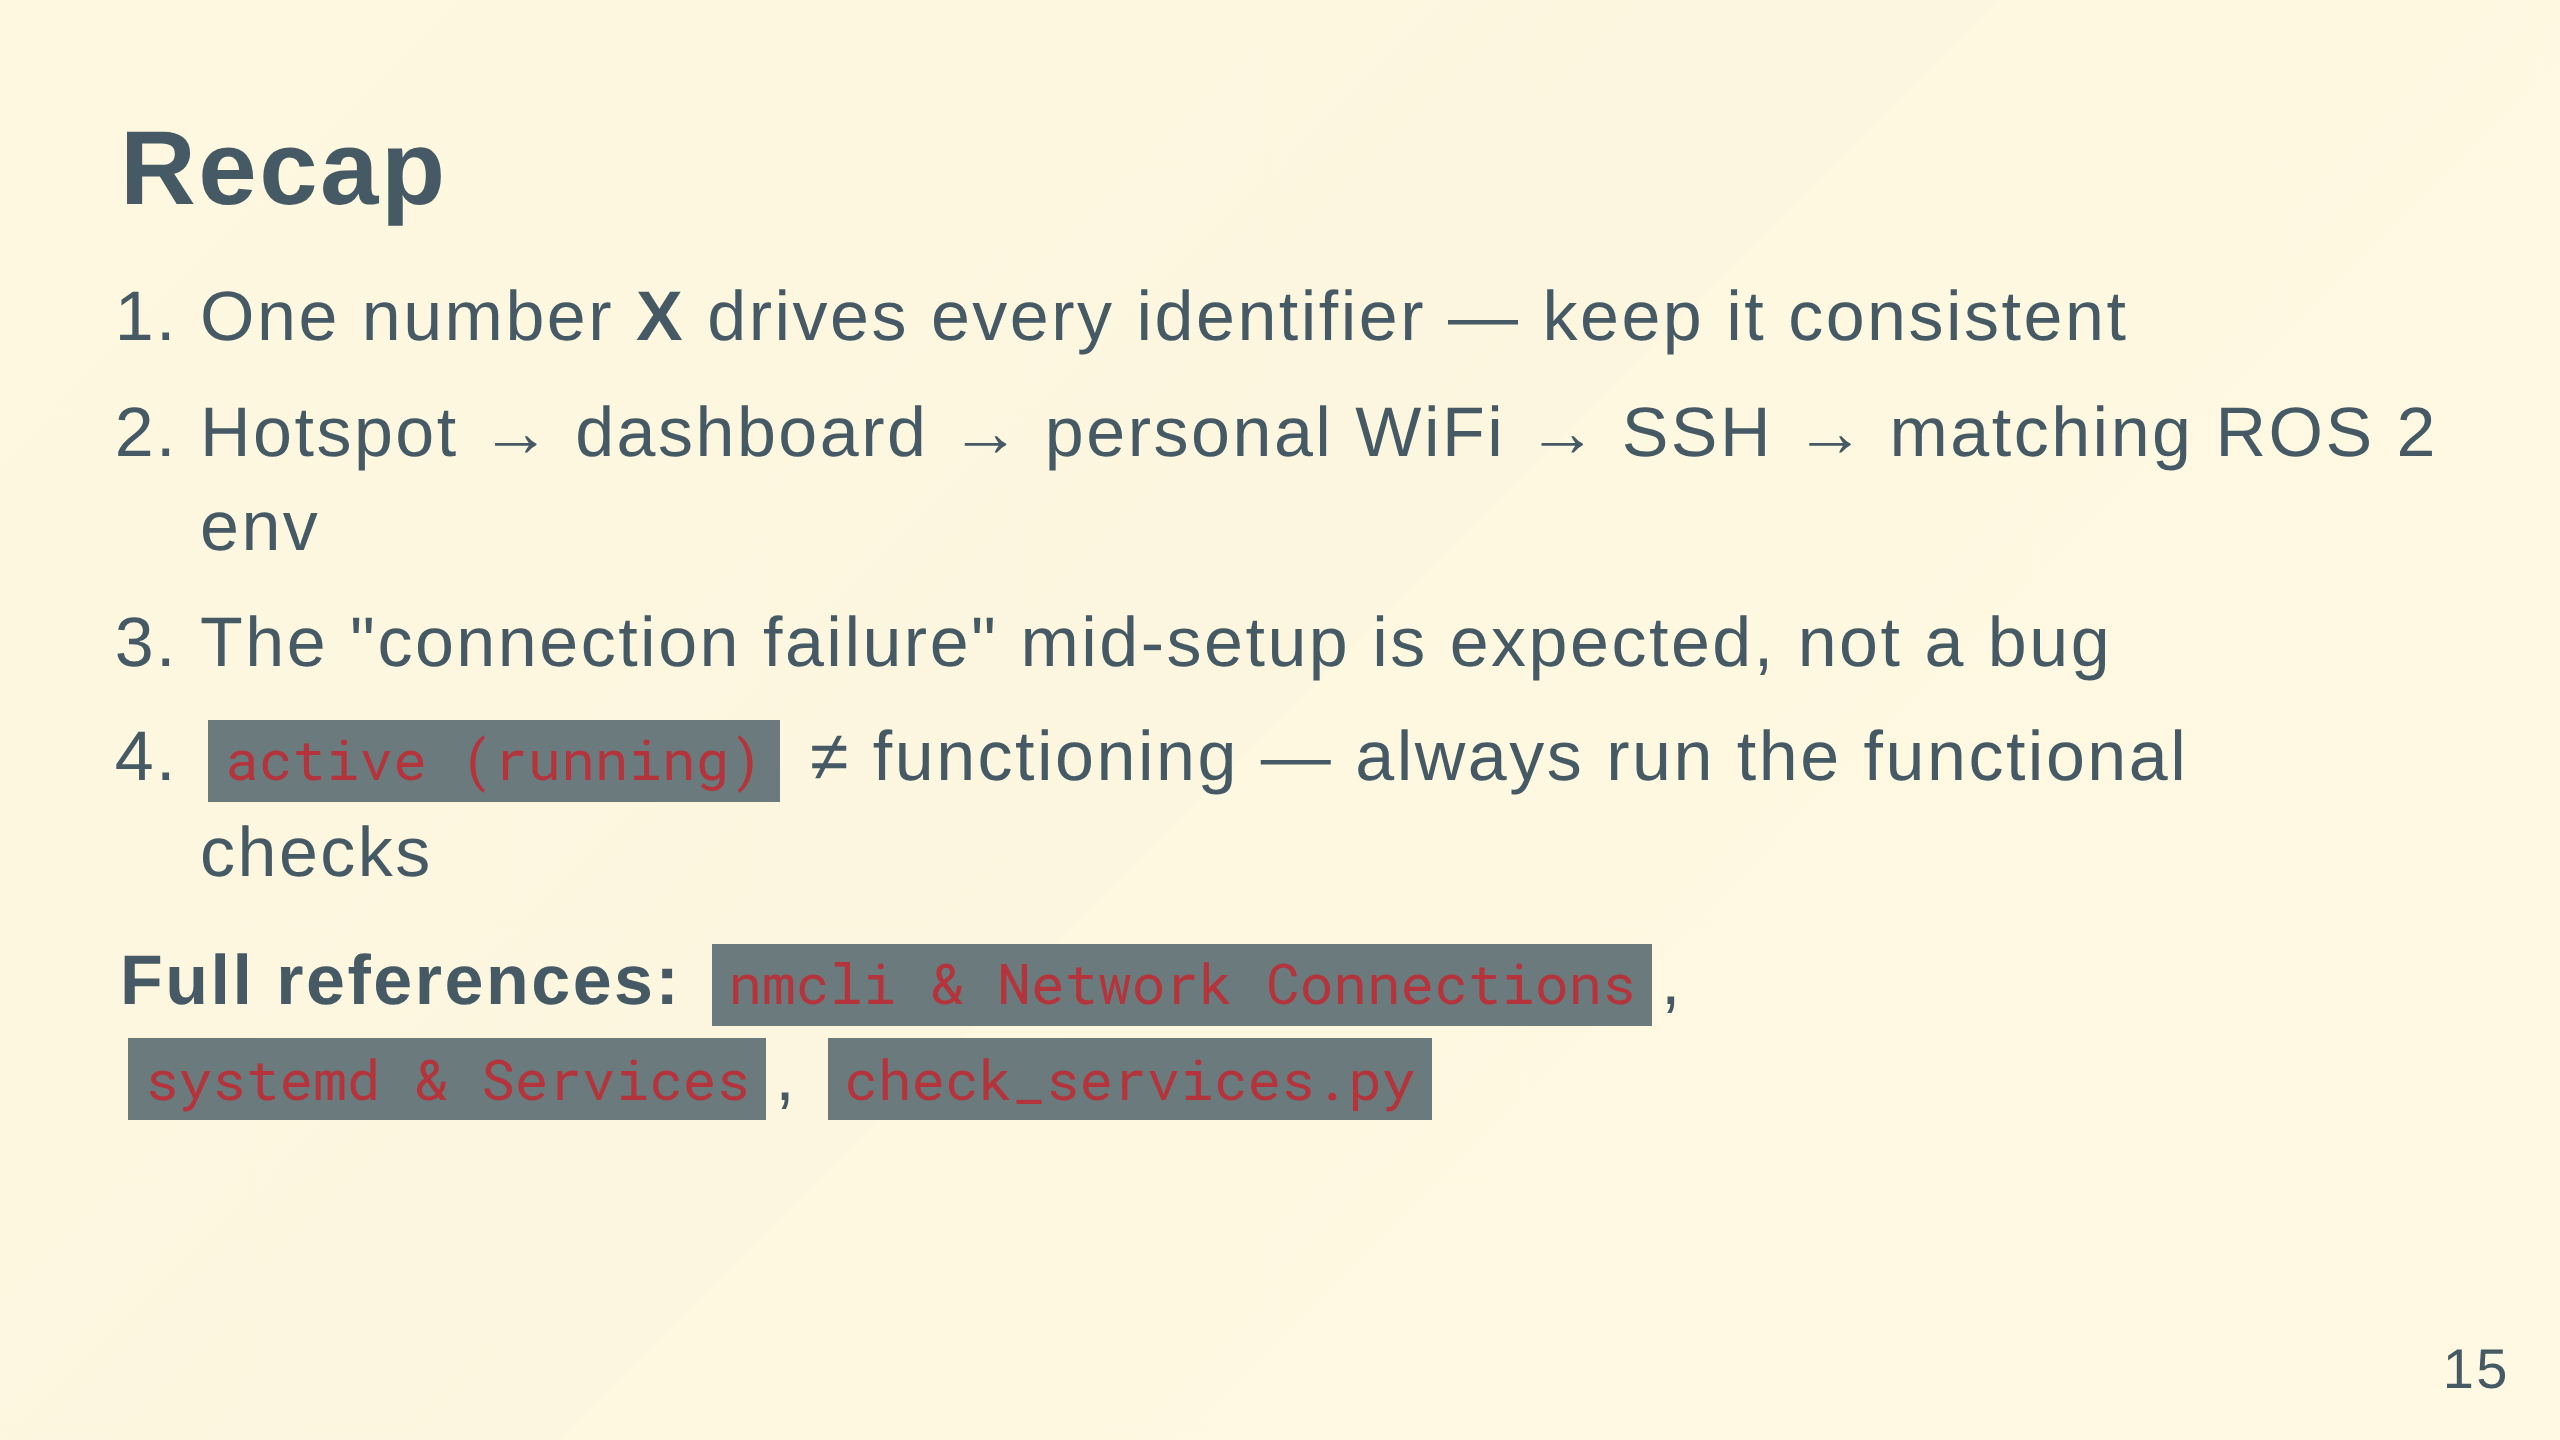 Recap
1. One number X drives every identifier — keep it consistent
2. Hotspot → dashboard → personal WiFi → SSH → matching ROS 2
env
3. The "connection failure" mid-setup is expected, not a bug
4. active (running) ≠ functioning — always run the functional
checks
Full references: nmcli & Network Connections,
systemd & Services, check_services.py
15